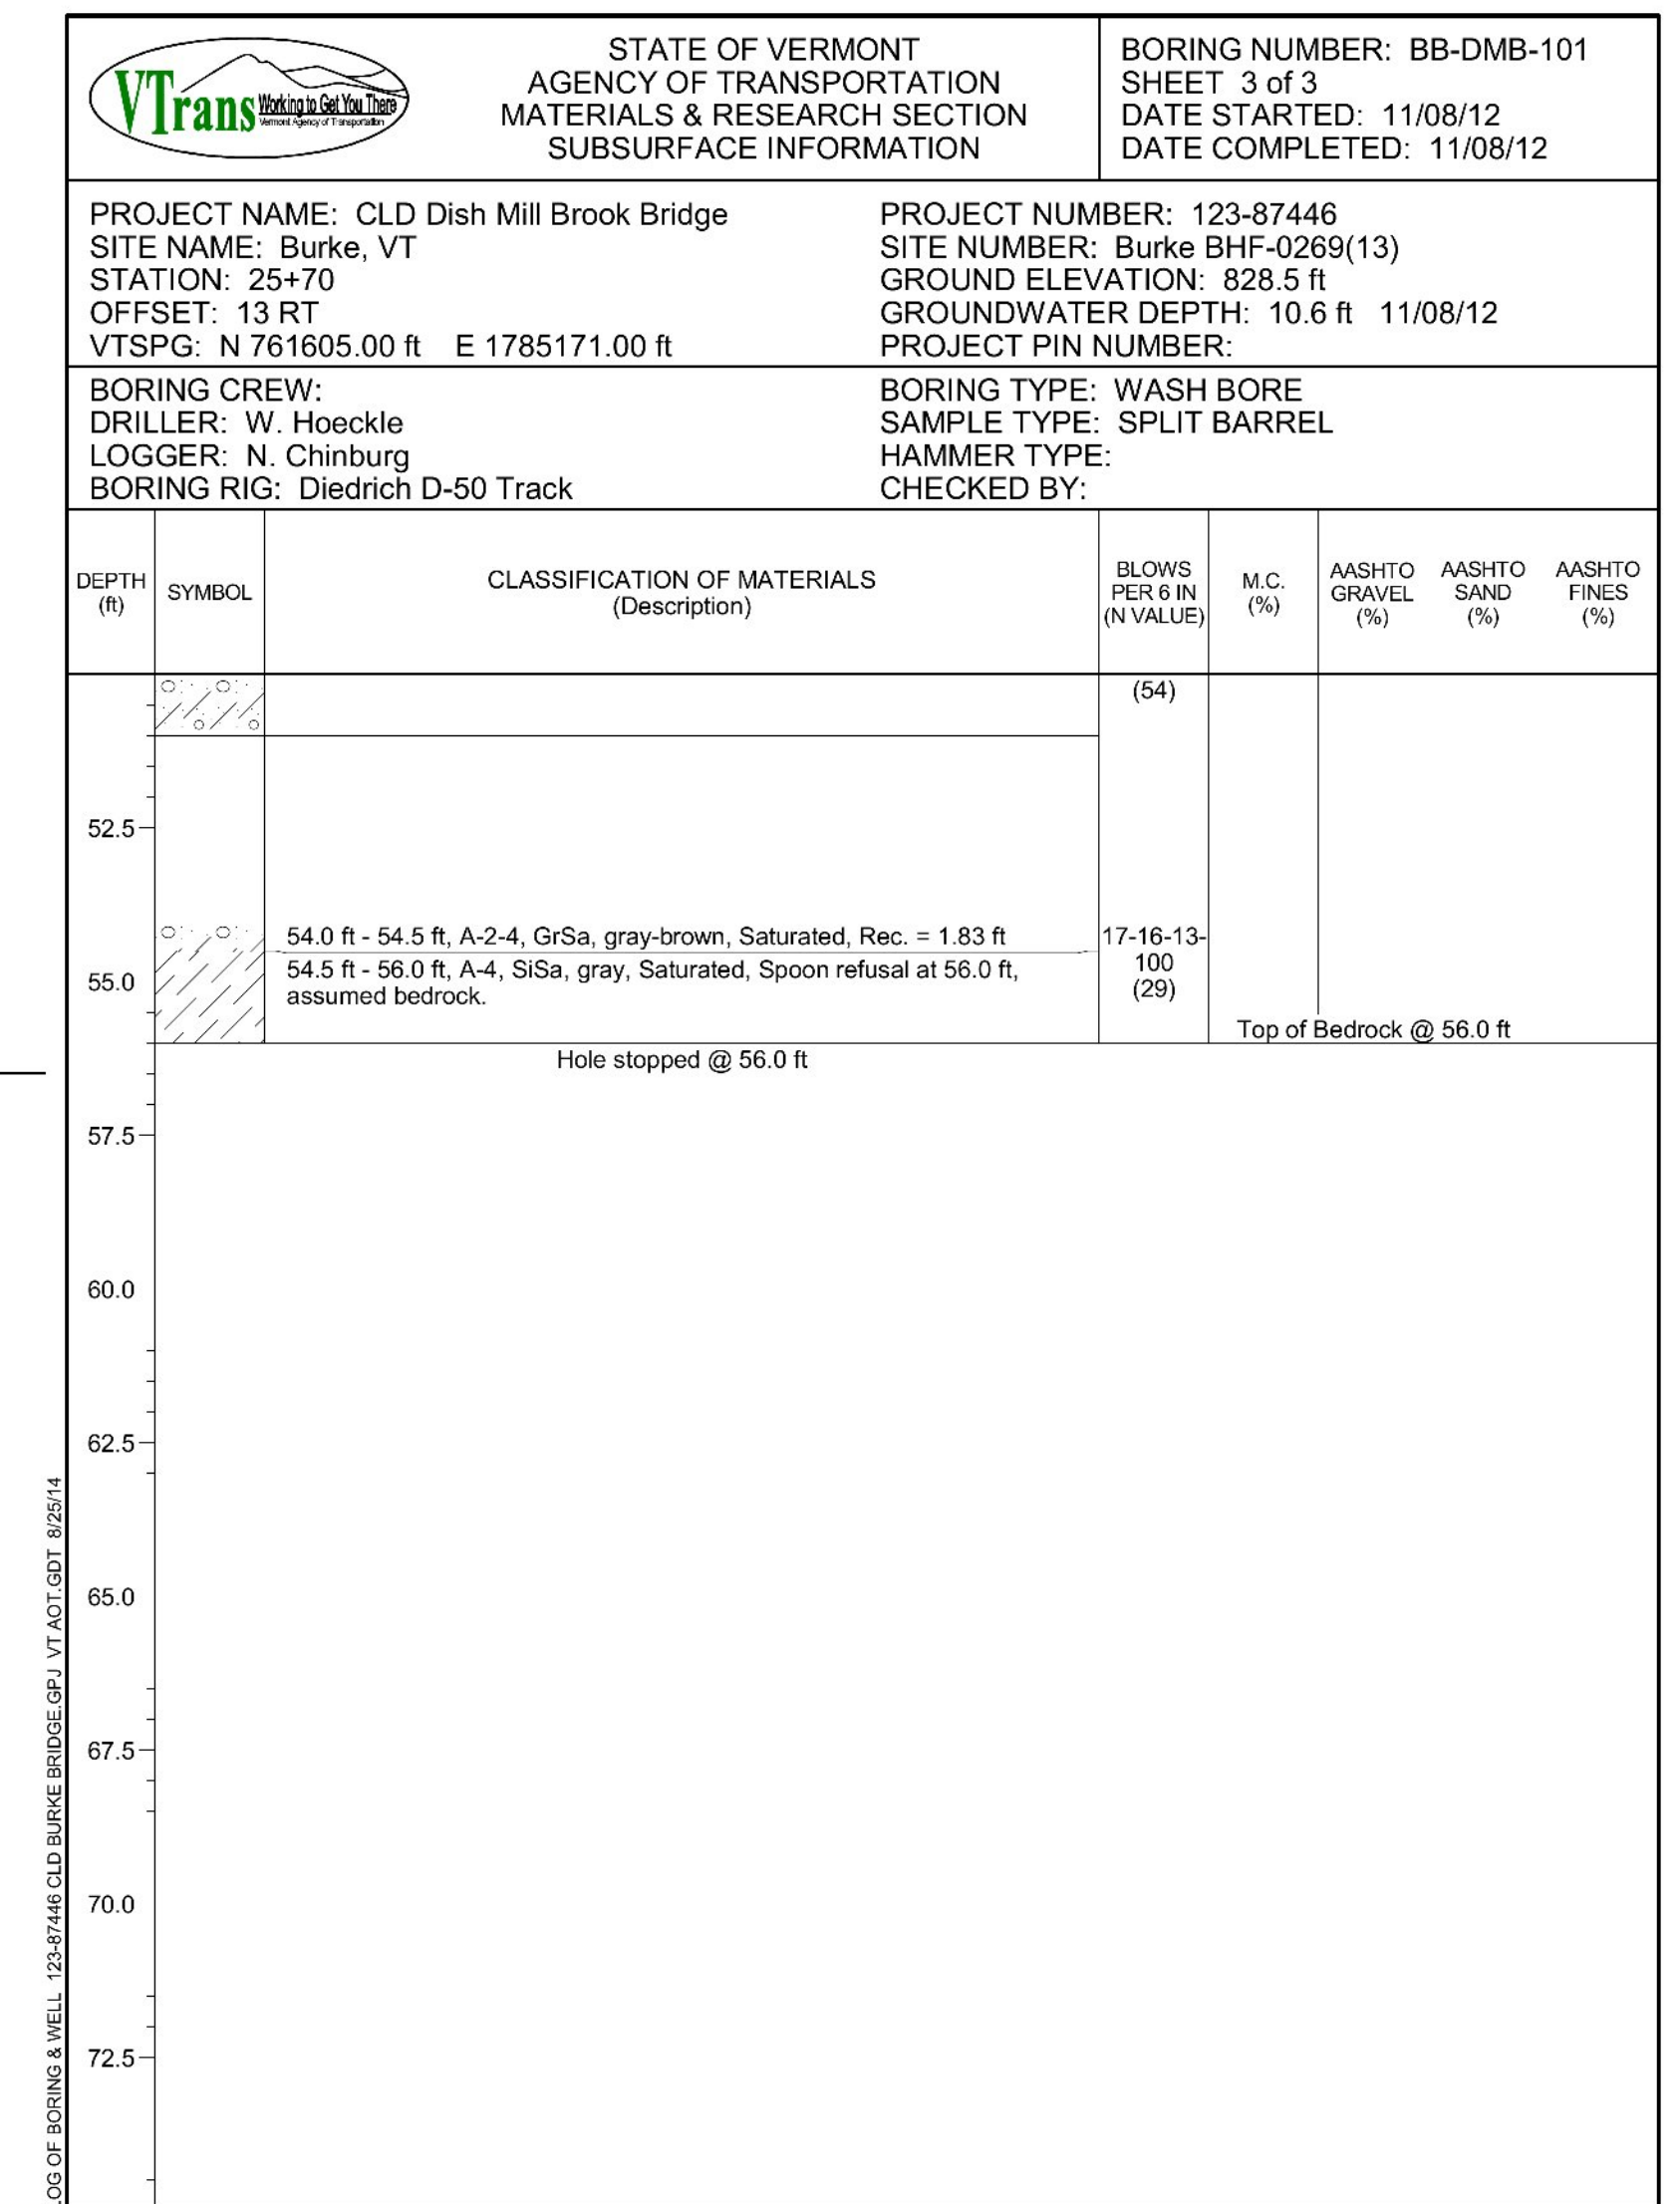 VTrans Working to Get You There
Vermont Agency of Transportation
STATE OF VERMONT
AGENCY OF TRANSPORTATION
MATERIALS & RESEARCH SECTION
SUBSURFACE INFORMATION
BORING NUMBER: BB-DMB-101
SHEET 3 of 3
DATE STARTED: 11/08/12
DATE COMPLETED: 11/08/12
PROJECT NAME: CLD Dish Mill Brook Bridge
SITE NAME: Burke, VT
STATION: 25+70
OFFSET: 13 RT
VTSPG: N 761605.00 ft E 1785171.00 ft
PROJECT NUMBER: 123-87446
SITE NUMBER: Burke BHF-0269(13)
GROUND ELEVATION: 828.5 ft
GROUNDWATER DEPTH: 10.6 ft 11/08/12
PROJECT PIN NUMBER:
BORING CREW:
DRILLER: W. Hoeckle
LOGGER: N. Chinburg
BORING RIG: Diedrich D-50 Track
BORING TYPE: WASH BORE
SAMPLE TYPE: SPLIT BARREL
HAMMER TYPE:
CHECKED BY:
DEPTH
(ft)
SYMBOL
CLASSIFICATION OF MATERIALS
(Description)
BLOWS
PER 6 IN
(N VALUE)
M.C.
(%)
AASHTO
GRAVEL
(%)
AASHTO
SAND
(%)
AASHTO
FINES
(%)
(54)
52.5
54.0 ft - 54.5 ft, A-2-4, GrSa, gray-brown, Saturated, Rec. = 1.83 ft
54.5 ft - 56.0 ft, A-4, SiSa, gray, Saturated, Spoon refusal at 56.0 ft,
assumed bedrock.
17-16-13-
100
(29)
55.0
Top of Bedrock @ 56.0 ft
Hole stopped @ 56.0 ft
57.5
60.0
62.5
65.0
67.5
70.0
72.5
LOG OF BORING & WELL 123-87446 CLD BURKE BRIDGE.GPJ VT AOT.GDT 8/25/14